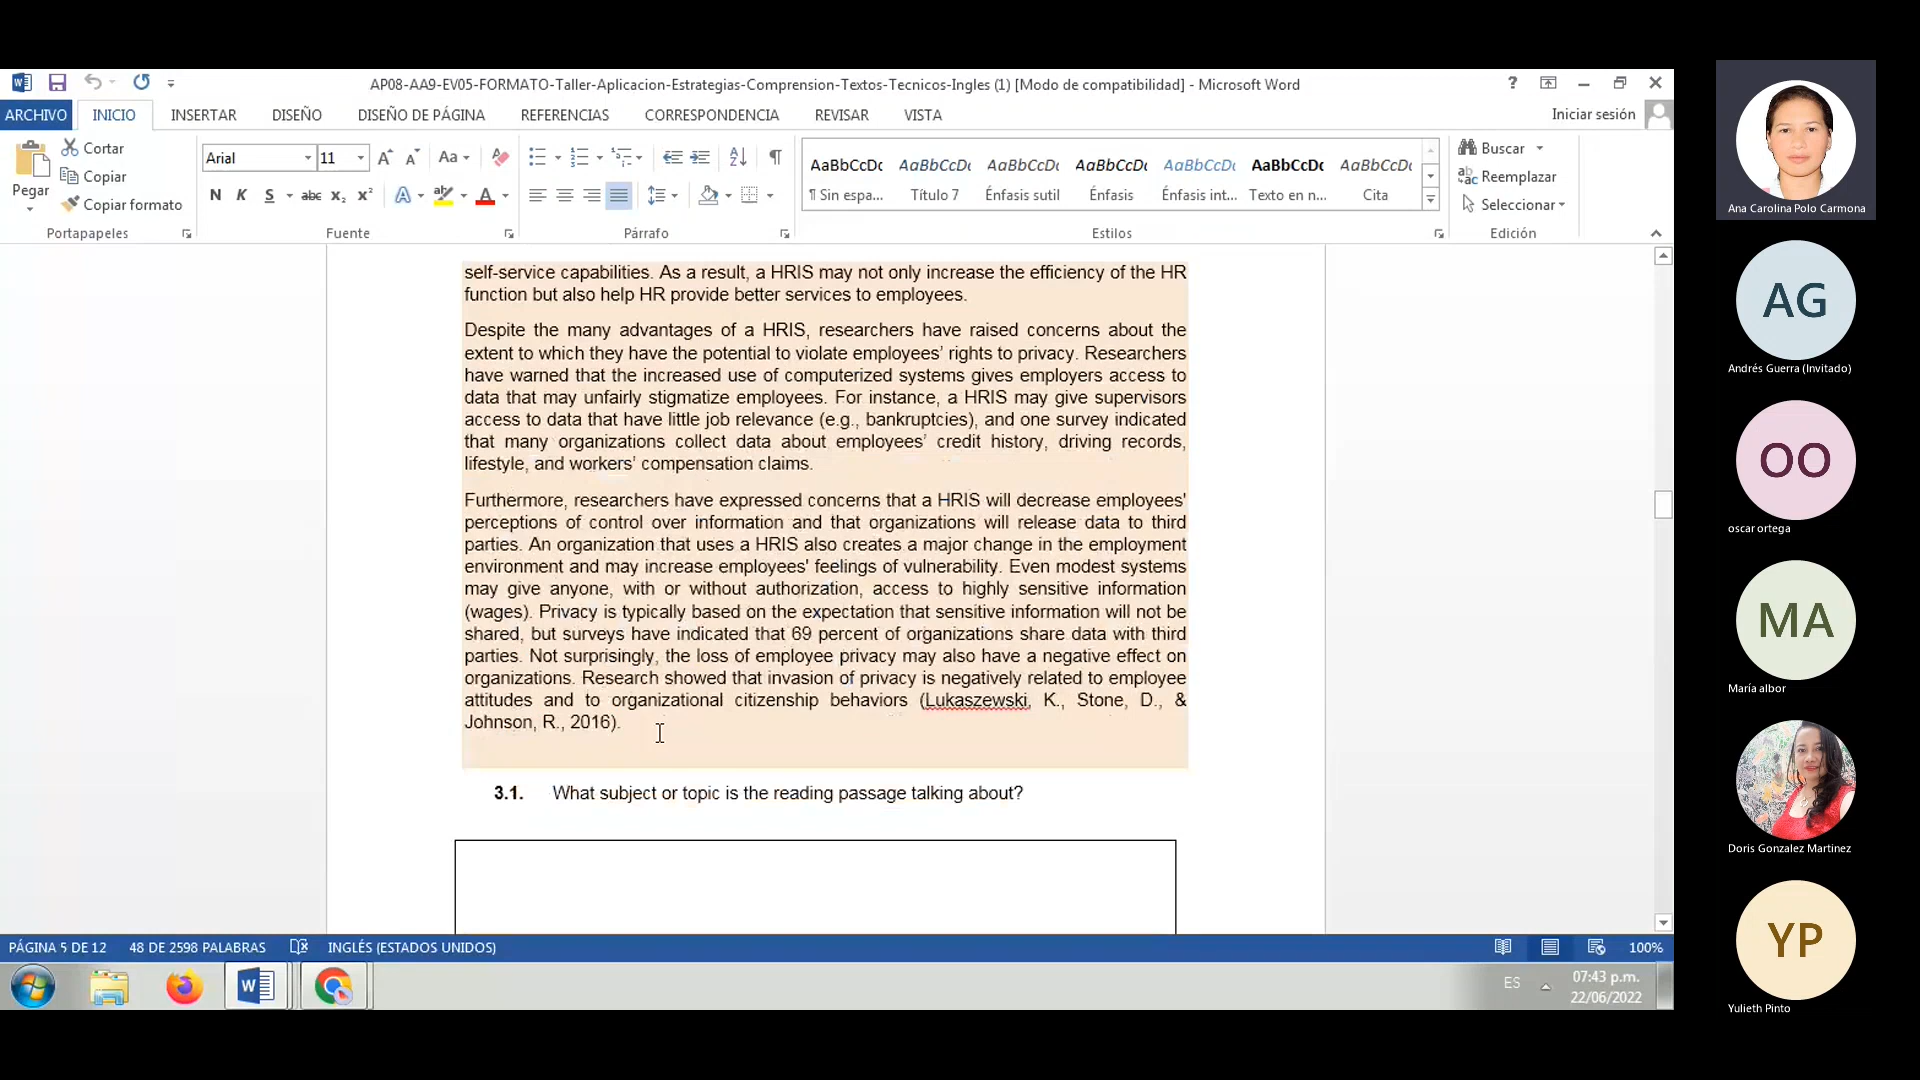 AP08-AA9-EV05-FORMATO-Taller-Aplicacion-Estrategias-Comprension-Textos-Tecnicos-Ingles (1) [Modo de compatibilidad] - Microsoft Word
ARCHIVO INICIO INSERTAR DISEÑO DISEÑO DE PÁGINA REFERENCIAS CORRESPONDENCIA REVISAR VISTA Iniciar sesión
Pegar
Cortar
Copiar
Copiar formato
Portapapeles
Arial 11
Aa
N K S abc x₂ x²
Fuente
Párrafo
AaBbCcDc AaBbCcDc AaBbCcDc AaBbCcDc AaBbCcDc AaBbCcDc AaBbCcDc
¶ Sin espa... Título 7 Énfasis sutil Énfasis Énfasis int... Texto en n... Cita
Estilos
Buscar
Reemplazar
Seleccionar
Edición
self-service capabilities. As a result, a HRIS may not only increase the efficiency of the HR
function but also help HR provide better services to employees.
Despite the many advantages of a HRIS, researchers have raised concerns about the
extent to which they have the potential to violate employees’ rights to privacy. Researchers
have warned that the increased use of computerized systems gives employers access to
data that may unfairly stigmatize employees. For instance, a HRIS may give supervisors
access to data that have little job relevance (e.g., bankruptcies), and one survey indicated
that many organizations collect data about employees’ credit history, driving records,
lifestyle, and workers’ compensation claims.
Furthermore, researchers have expressed concerns that a HRIS will decrease employees'
perceptions of control over information and that organizations will release data to third
parties. An organization that uses a HRIS also creates a major change in the employment
environment and may increase employees' feelings of vulnerability. Even modest systems
may give anyone, with or without authorization, access to highly sensitive information
(wages). Privacy is typically based on the expectation that sensitive information will not be
shared, but surveys have indicated that 69 percent of organizations share data with third
parties. Not surprisingly, the loss of employee privacy may also have a negative effect on
organizations. Research showed that invasion of privacy is negatively related to employee
attitudes and to organizational citizenship behaviors (Lukaszewski, K., Stone, D., &
Johnson, R., 2016).
3.1. What subject or topic is the reading passage talking about?
PÁGINA 5 DE 12 48 DE 2598 PALABRAS INGLÉS (ESTADOS UNIDOS) 100%
ES
07:43 p.m.
22/06/2022
Ana Carolina Polo Carmona
AG
Andrés Guerra (Invitado)
OO
oscar ortega
MA
María albor
Doris Gonzalez Martinez
YP
Yulieth Pinto